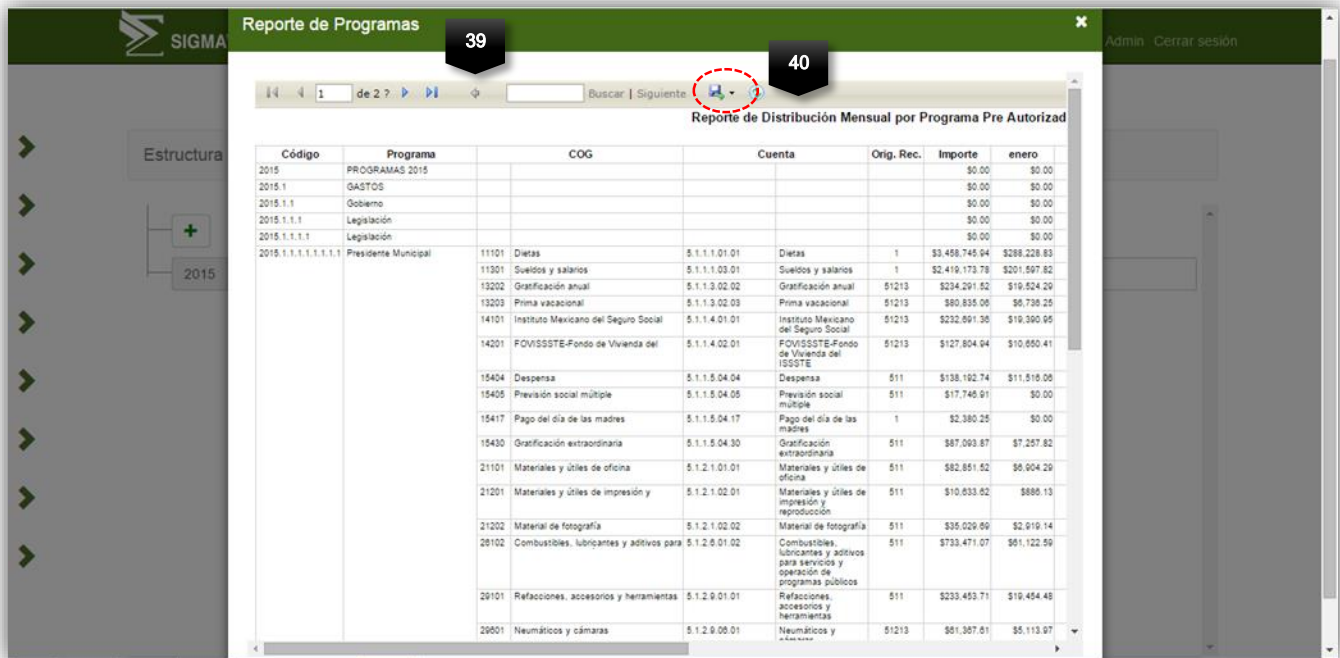 SIGMA
Reporte de Programas
×
39
Admin Cerrar sesión
40
1 de 2 ? Buscar | Siguiente
Reporte de Distribución Mensual por Programa Pre Autorizad
Estructura
Código Programa COG Cuenta Orig. Rec. Importe enero
2015 PROGRAMAS 2015 $0.00 $0.00
2015.1 GASTOS $0.00 $0.00
2015.1.1 Gobierno $0.00 $0.00
2015.1.1.1 Legislación $0.00 $0.00
2015.1.1.1.1 Legislación $0.00 $0.00
2015.1.1.1.1.1.1.1.1 Presidente Municipal 11101 Dietas 5.1.1.1.01.01 Dietas 1 $3,458,745.94 $288,228.83
11301 Sueldos y salarios 5.1.1.1.03.01 Sueldos y salarios 1 $2,419,173.78 $201,597.82
13202 Gratificación anual 5.1.1.3.02.02 Gratificación anual 51213 $234,291.52 $19,524.29
13203 Prima vacacional 5.1.1.3.02.03 Prima vacacional 51213 $80,835.06 $6,736.25
14101 Instituto Mexicano del Seguro Social 5.1.1.4.01.01 Instituto Mexicano 51213 $232,691.36 $19,390.95
del Seguro Social
14201 FOVISSSTE-Fondo de Vivienda del 5.1.1.4.02.01 FOVISSSTE-Fondo 51213 $127,804.94 $10,650.41
de Vivienda del
ISSSTE
15404 Despensa 5.1.1.5.04.04 Despensa 511 $138,192.74 $11,516.06
15405 Previsión social múltiple 5.1.1.5.04.05 Previsión social 511 $17,746.91 $0.00
múltiple
15417 Pago del día de las madres 5.1.1.5.04.17 Pago del día de las 1 $2,380.25 $0.00
madres
15430 Gratificación extraordinaria 5.1.1.5.04.30 Gratificación 511 $87,093.87 $7,257.82
extraordinaria
21101 Materiales y útiles de oficina 5.1.2.1.01.01 Materiales y útiles de 511 $82,851.52 $6,904.29
oficina
21201 Materiales y útiles de impresión y 5.1.2.1.02.01 Materiales y útiles de 511 $10,633.62 $886.13
impresión y
reproducción
21202 Material de fotografía 5.1.2.1.02.02 Material de fotografía 511 $35,029.69 $2,919.14
26102 Combustibles, lubricantes y aditivos para 5.1.2.6.01.02 Combustibles, 511 $733,471.07 $61,122.59
lubricantes y aditivos
para servicios y
operación de
programas públicos
29101 Refacciones, accesorios y herramientas 5.1.2.9.01.01 Refacciones, 511 $233,453.71 $19,454.48
accesorios y
herramientas
29601 Neumáticos y cámaras 5.1.2.9.06.01 Neumáticos y 51213 $61,367.61 $5,113.97
cámaras
+
2015